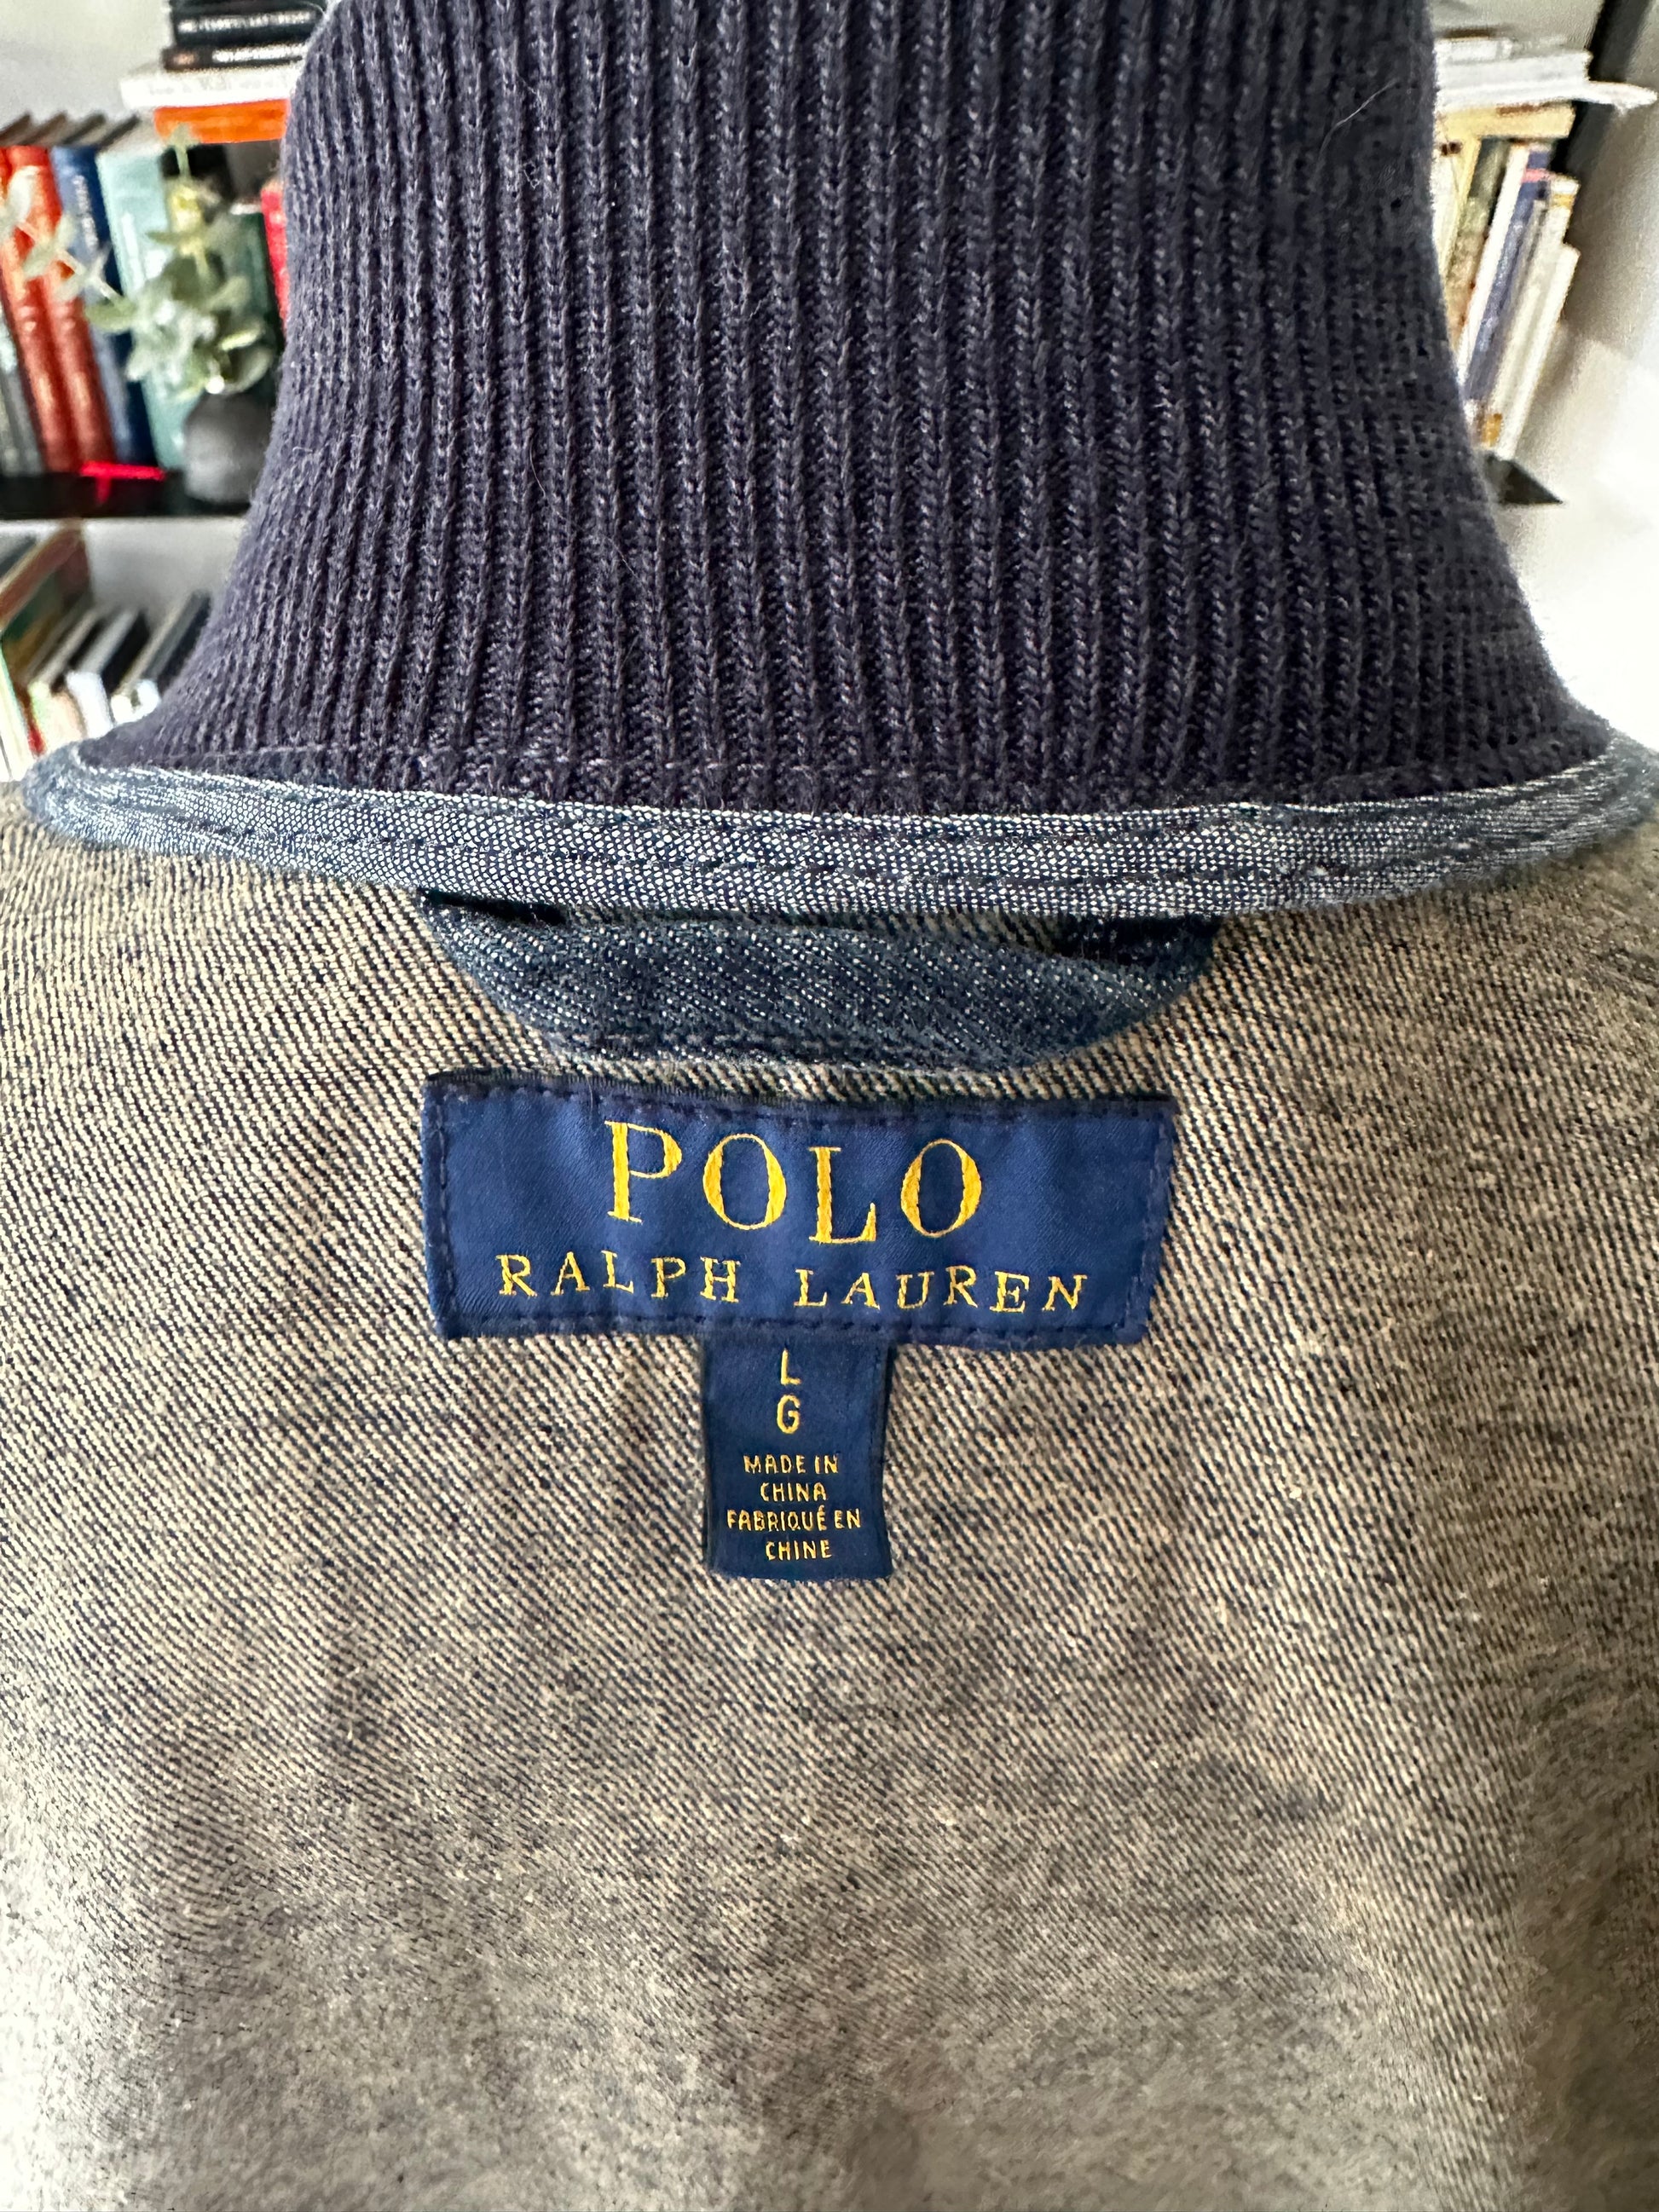 POLO
RALPH LAUREN
L
G
MADE IN
CHINA
FABRIQUÉ EN
CHINE